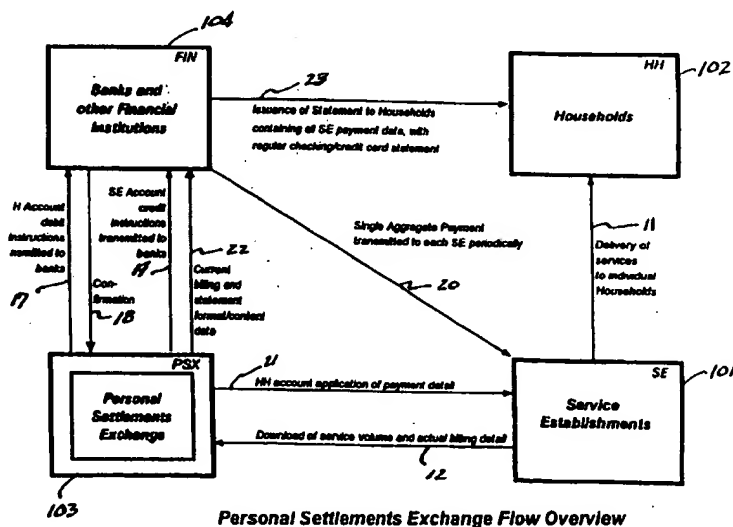 104
FIN
Banks and
other Financial
Institutions
23
Issuance of Statement to Households
containing all SE payment data, with
regular checking/credit card statement
HH
102
Households
H Account
debit
instructions
remitted to
banks
17
Con-
firmation
18
SE Account
credit
instructions
transmitted to
banks
22
Current
billing and
statement
format/content
data
Single Aggregate Payment
transmitted to each SE periodically
20
11
Delivery of
services
to individual
Households
PSX
Personal
Settlements
Exchange
103
21
HH account application of payment detail
Download of service volume and actual billing detail
12
SE
101
Service
Establishments
Personal Settlements Exchange Flow Overview